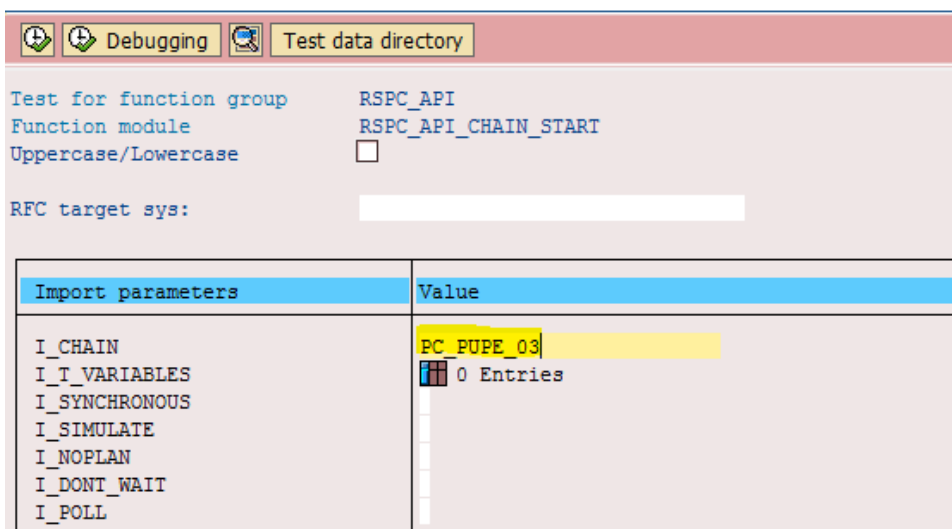 Debugging Test data directory
Test for function group RSPC_API
Function module RSPC_API_CHAIN_START
Uppercase/Lowercase
RFC target sys:
Import parameters Value
I_CHAIN PC_PUPE_03
I_T_VARIABLES 0 Entries
I_SYNCHRONOUS
I_SIMULATE
I_NOPLAN
I_DONT_WAIT
I_POLL